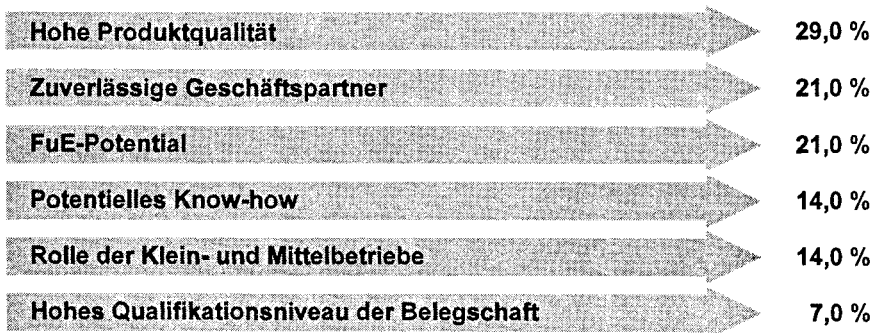 Hohe Produktqualität 29,0 %
Zuverlässige Geschäftspartner 21,0 %
FuE-Potential 21,0 %
Potentielles Know-how 14,0 %
Rolle der Klein- und Mittelbetriebe 14,0 %
Hohes Qualifikationsniveau der Belegschaft 7,0 %